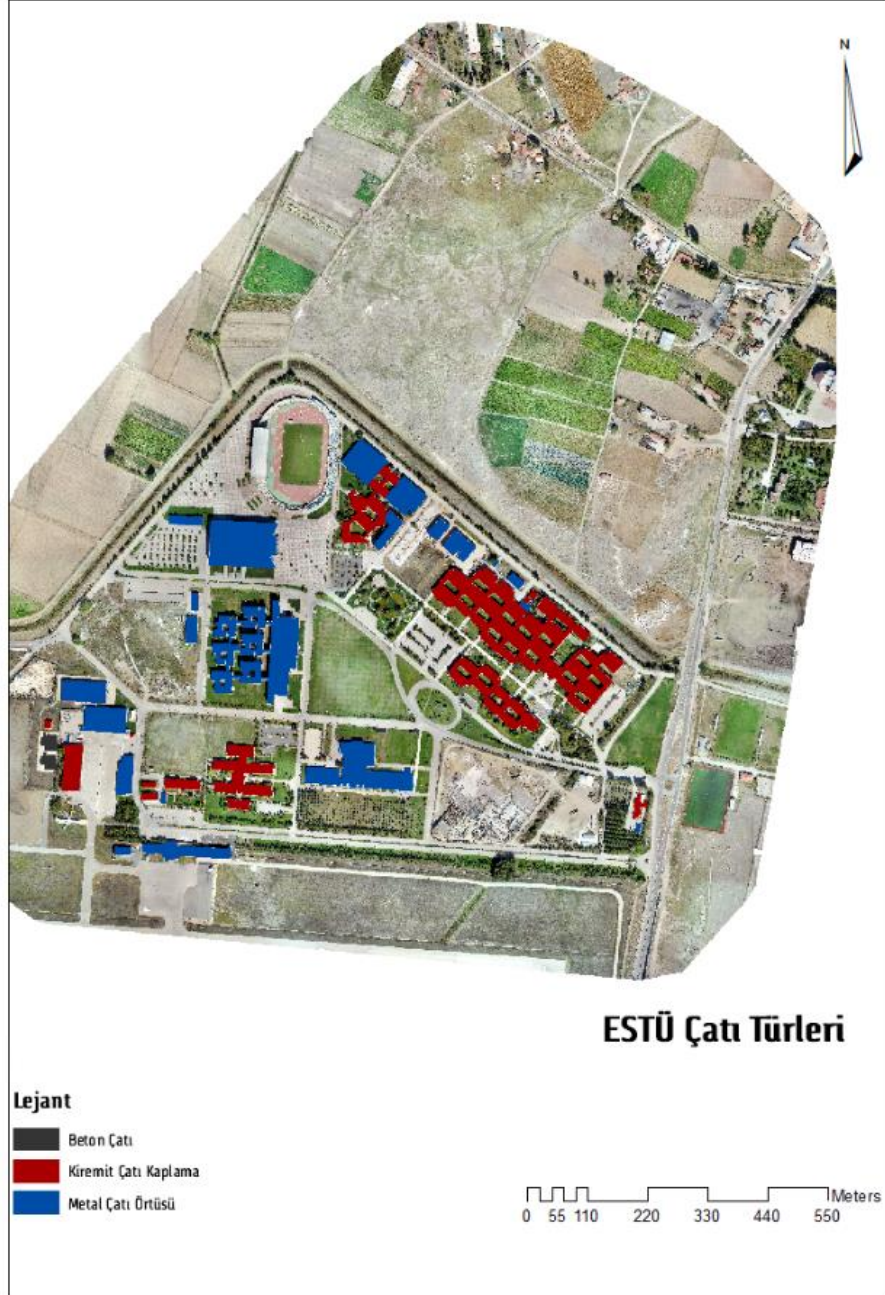 N
ESTÜ Çatı Türleri
Lejant
Beton Çatı
Kiremit Çatı Kaplama
Metal Çatı Örtüsü
Meters
0 55 110 220 330 440 550